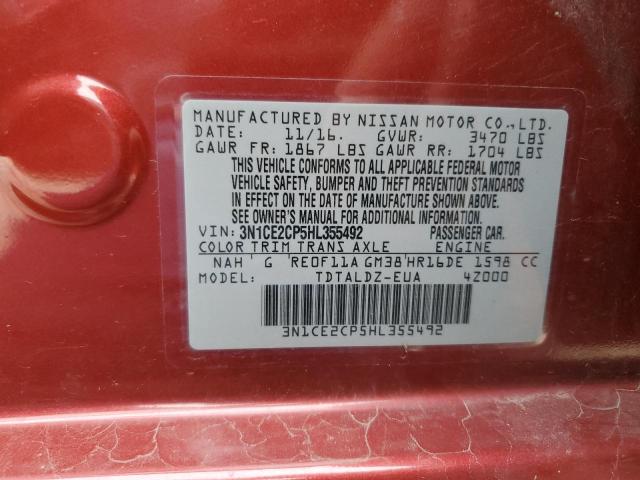 MANUFACTURED BY NISSAN MOTOR CO.,LTD.
DATE: 11/16. GVWR: 3470 LBS
GAWR FR: 1867 LBS GAWR RR: 1704 LBS
THIS VEHICLE CONFORMS TO ALL APPLICABLE FEDERAL MOTOR
VEHICLE SAFETY, BUMPER AND THEFT PREVENTION STANDARDS
IN EFFECT ON THE DATE OF MANUFACTURE SHOWN ABOVE.
SEE OWNER'S MANUAL FOR ADDITIONAL INFORMATION.
VIN: 3N1CE2CP5HL355492 PASSENGER CAR.
COLOR TRIM TRANS AXLE ENGINE
NAH G RE0F11A GM38 HR16DE 1598 CC
MODEL: TDTALDZ-EUA 4Z000
3N1CE2CP5HL355492